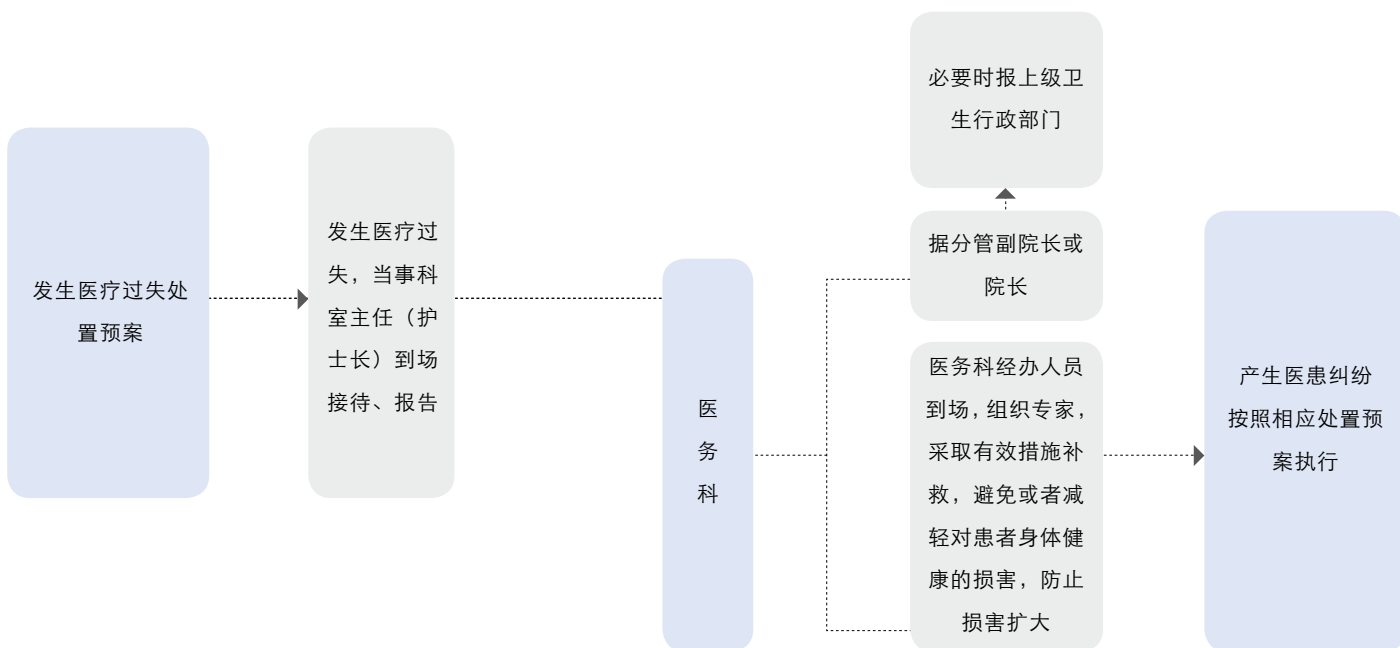 发生医疗过失处
置预案
发生医疗过
失，当事科
室主任（护
士长）到场
接待、报告
医
务
科
必要时报上级卫
生行政部门
据分管副院长或
院长
医务科经办人员
到场，组织专家，
采取有效措施补
救，避免或者减
轻对患者身体健
康的损害，防止
损害扩大
产生医患纠纷
按照相应处置预
案执行